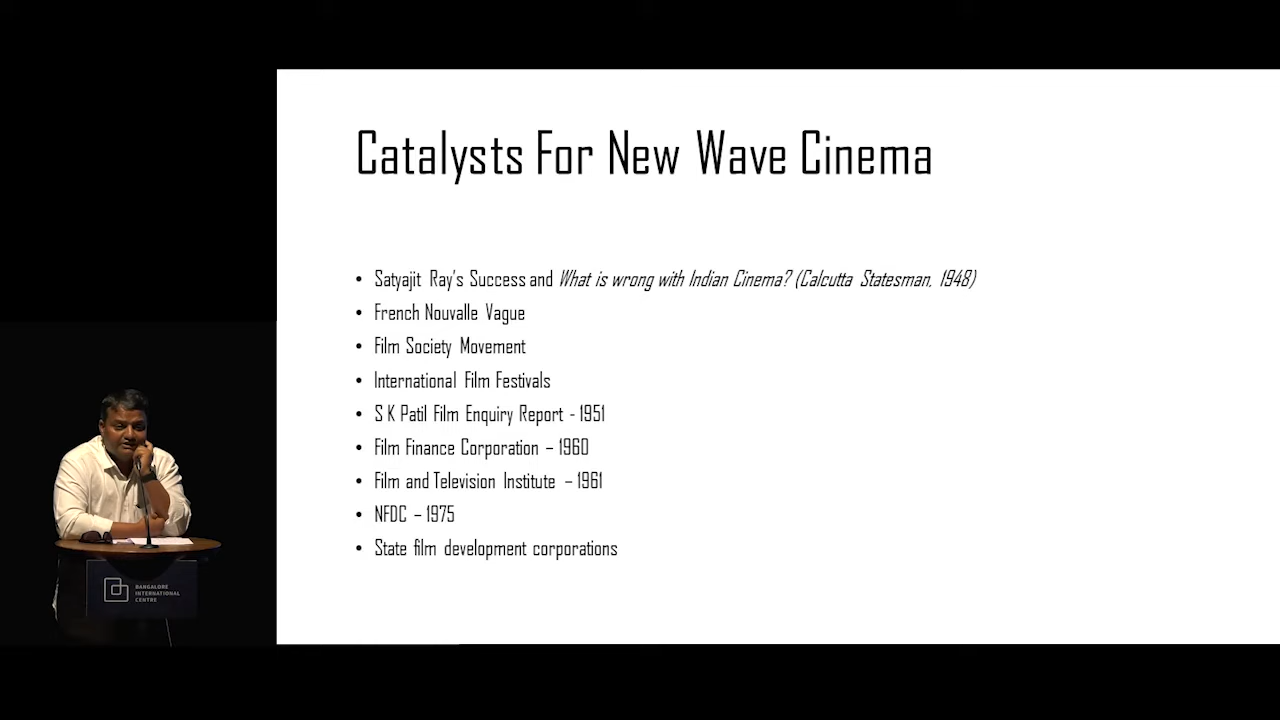 Catalysts For New Wave Cinema
• Satyajit Ray's Success and What is wrong with Indian Cinema? (Calcutta Statesman, 1948)
• French Nouvalle Vague
• Film Society Movement
• International Film Festivals
• S K Patil Film Enquiry Report - 1951
• Film Finance Corporation – 1960
• Film and Television Institute – 1961
• NFDC – 1975
• State film development corporations
BANGALORE
INTERNATIONAL
CENTRE